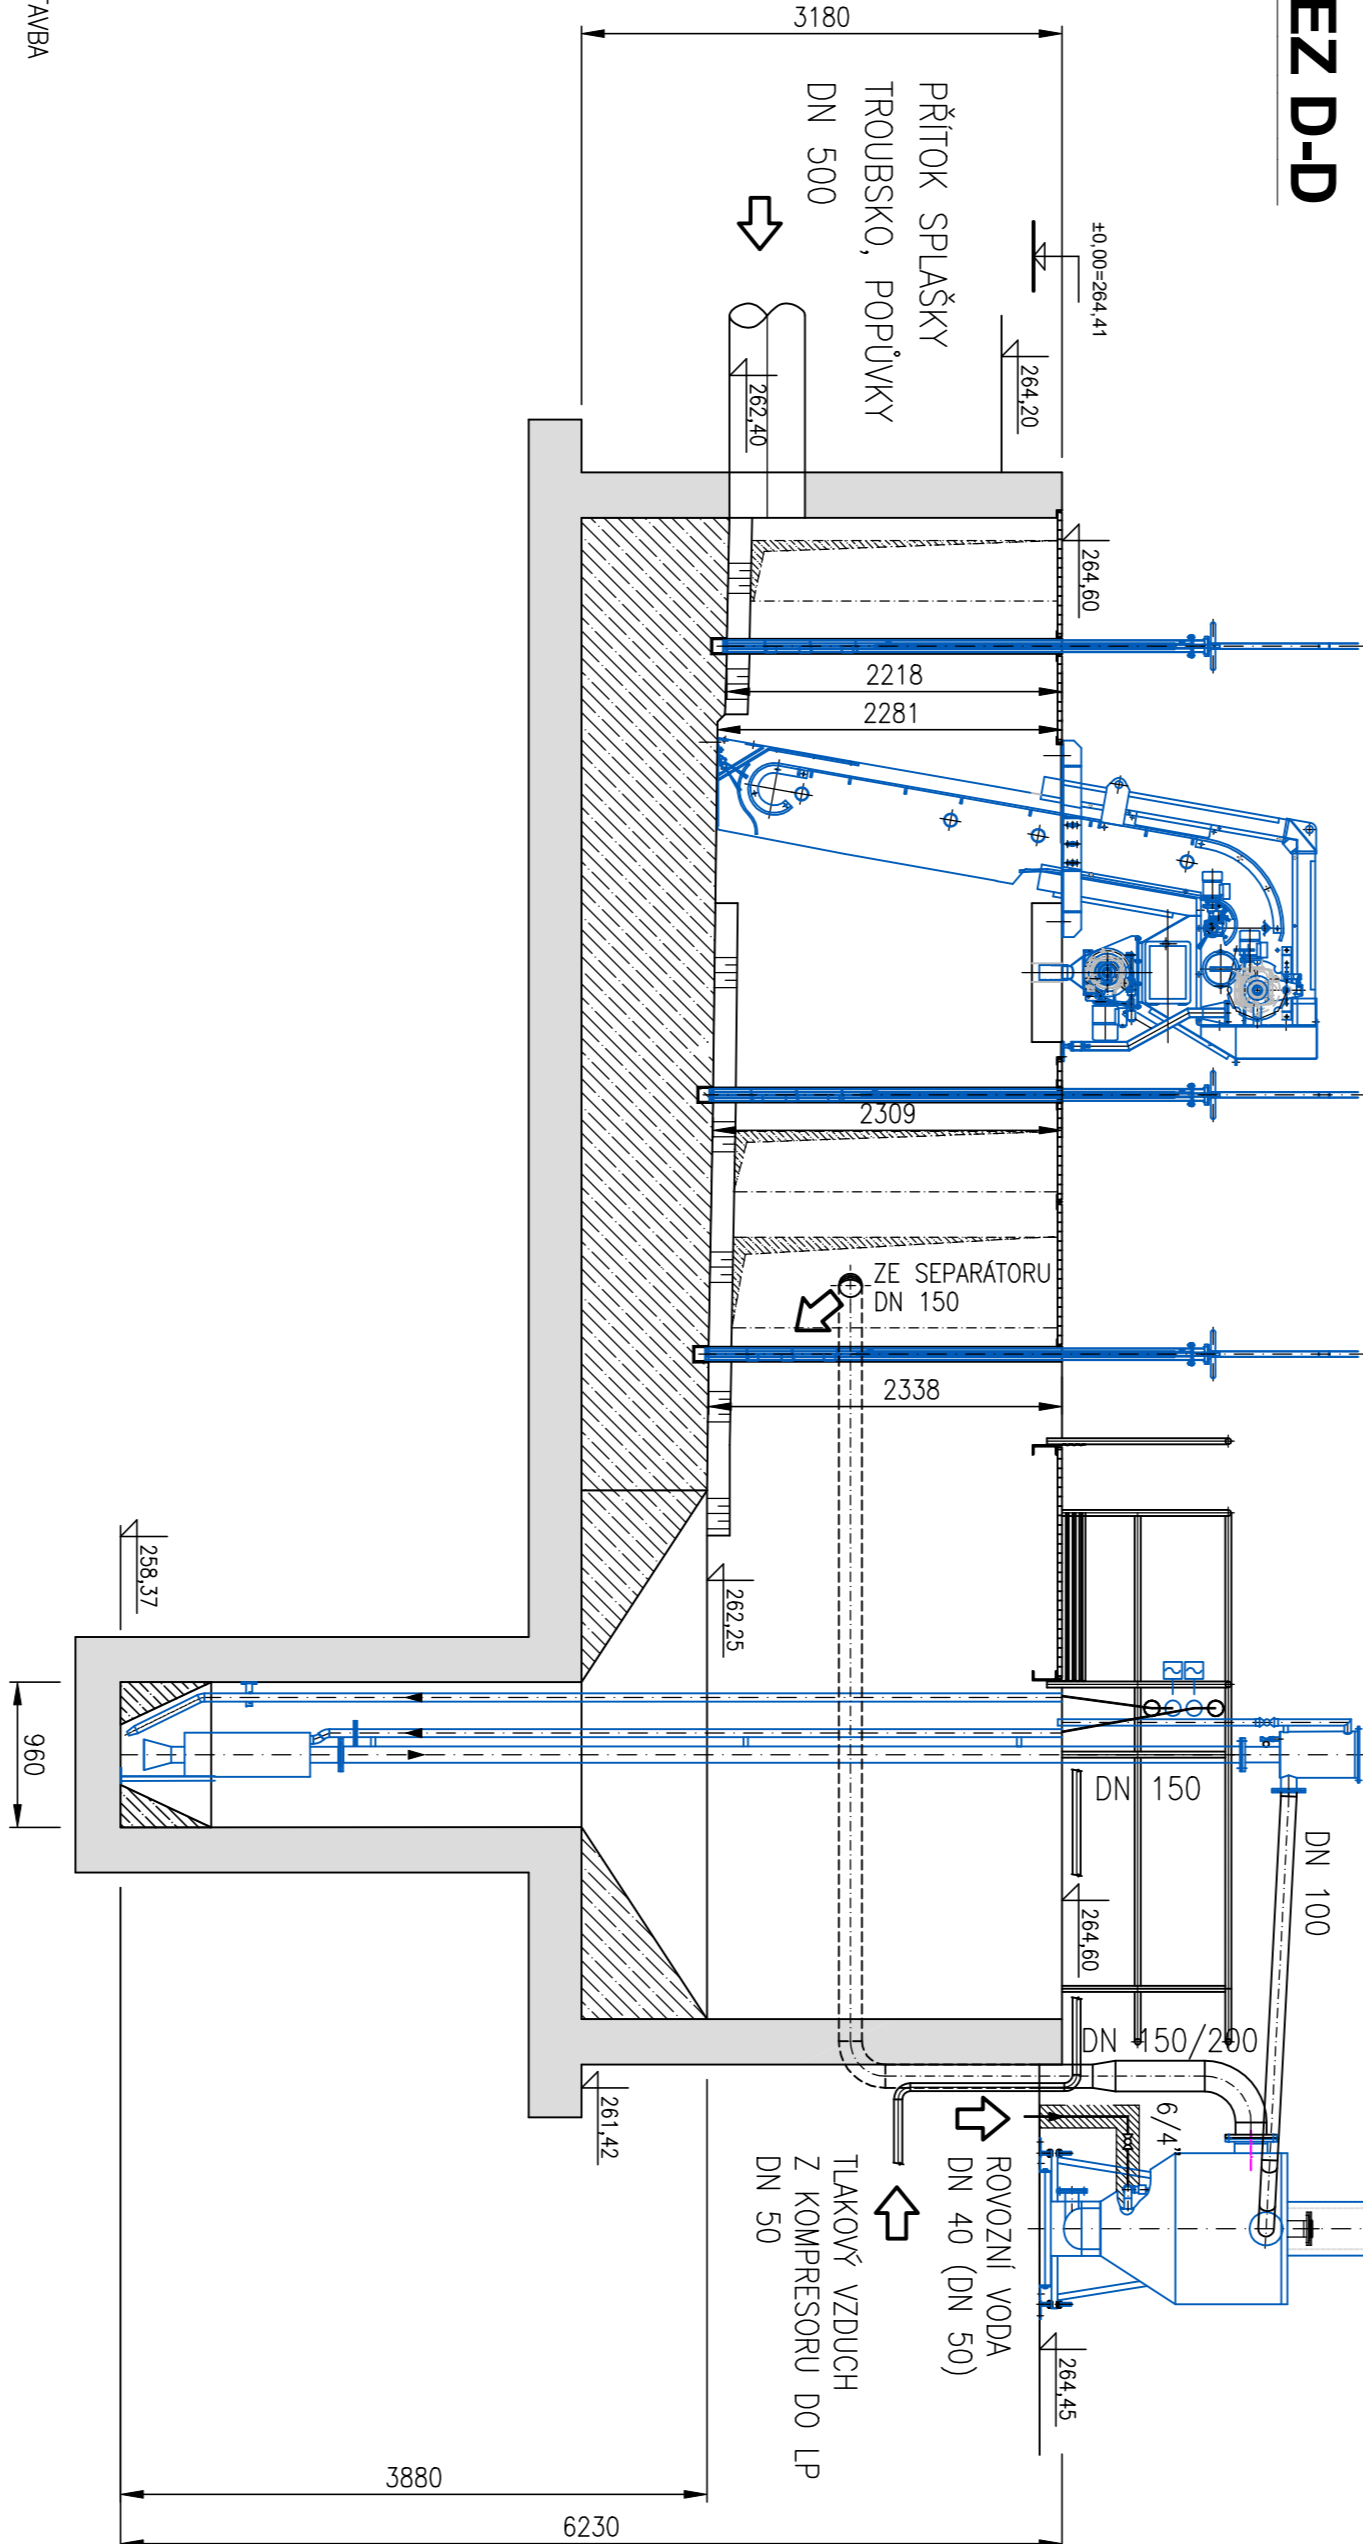 EZ D-D
TAVBA
3180
PŘÍTOK SPLAŠKY
TROUBSKO, POPŮVKY
DN 500
±0,00=264,41
264,20
262,40
264,60
2218
2281
2309
ZE SEPARÁTORU
DN 150
2338
262,25
258,37
960
DN 150
DN 100
264,60
DN 150/200
6/4"
261,42
ROVOZNÍ VODA
DN 40 (DN 50)
TLAKOVÝ VZDUCH
Z KOMPRESORU DO LP
DN 50
264,45
3880
6230